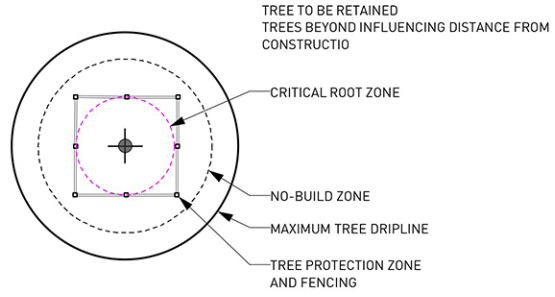 TREE TO BE RETAINED
TREES BEYOND INFLUENCING DISTANCE FROM
CONSTRUCTIO
CRITICAL ROOT ZONE
NO-BUILD ZONE
MAXIMUM TREE DRIPLINE
TREE PROTECTION ZONE
AND FENCING